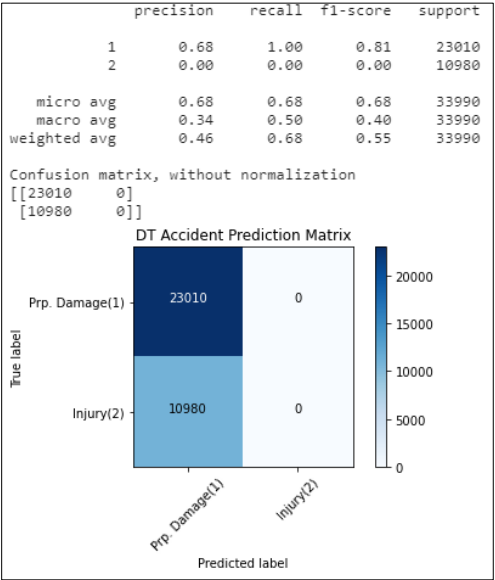 precision recall f1-score support
1 0.68 1.00 0.81 23010
2 0.00 0.00 0.00 10980
micro avg 0.68 0.68 0.68 33990
macro avg 0.34 0.50 0.40 33990
weighted avg 0.46 0.68 0.55 33990
Confusion matrix, without normalization
[[23010 0]
[10980 0]]
DT Accident Prediction Matrix
True label
Prp. Damage(1)
23010 0
Injury(2)
10980 0
Prp. Damage(1) Injury(2)
Predicted label
20000
15000
10000
5000
0